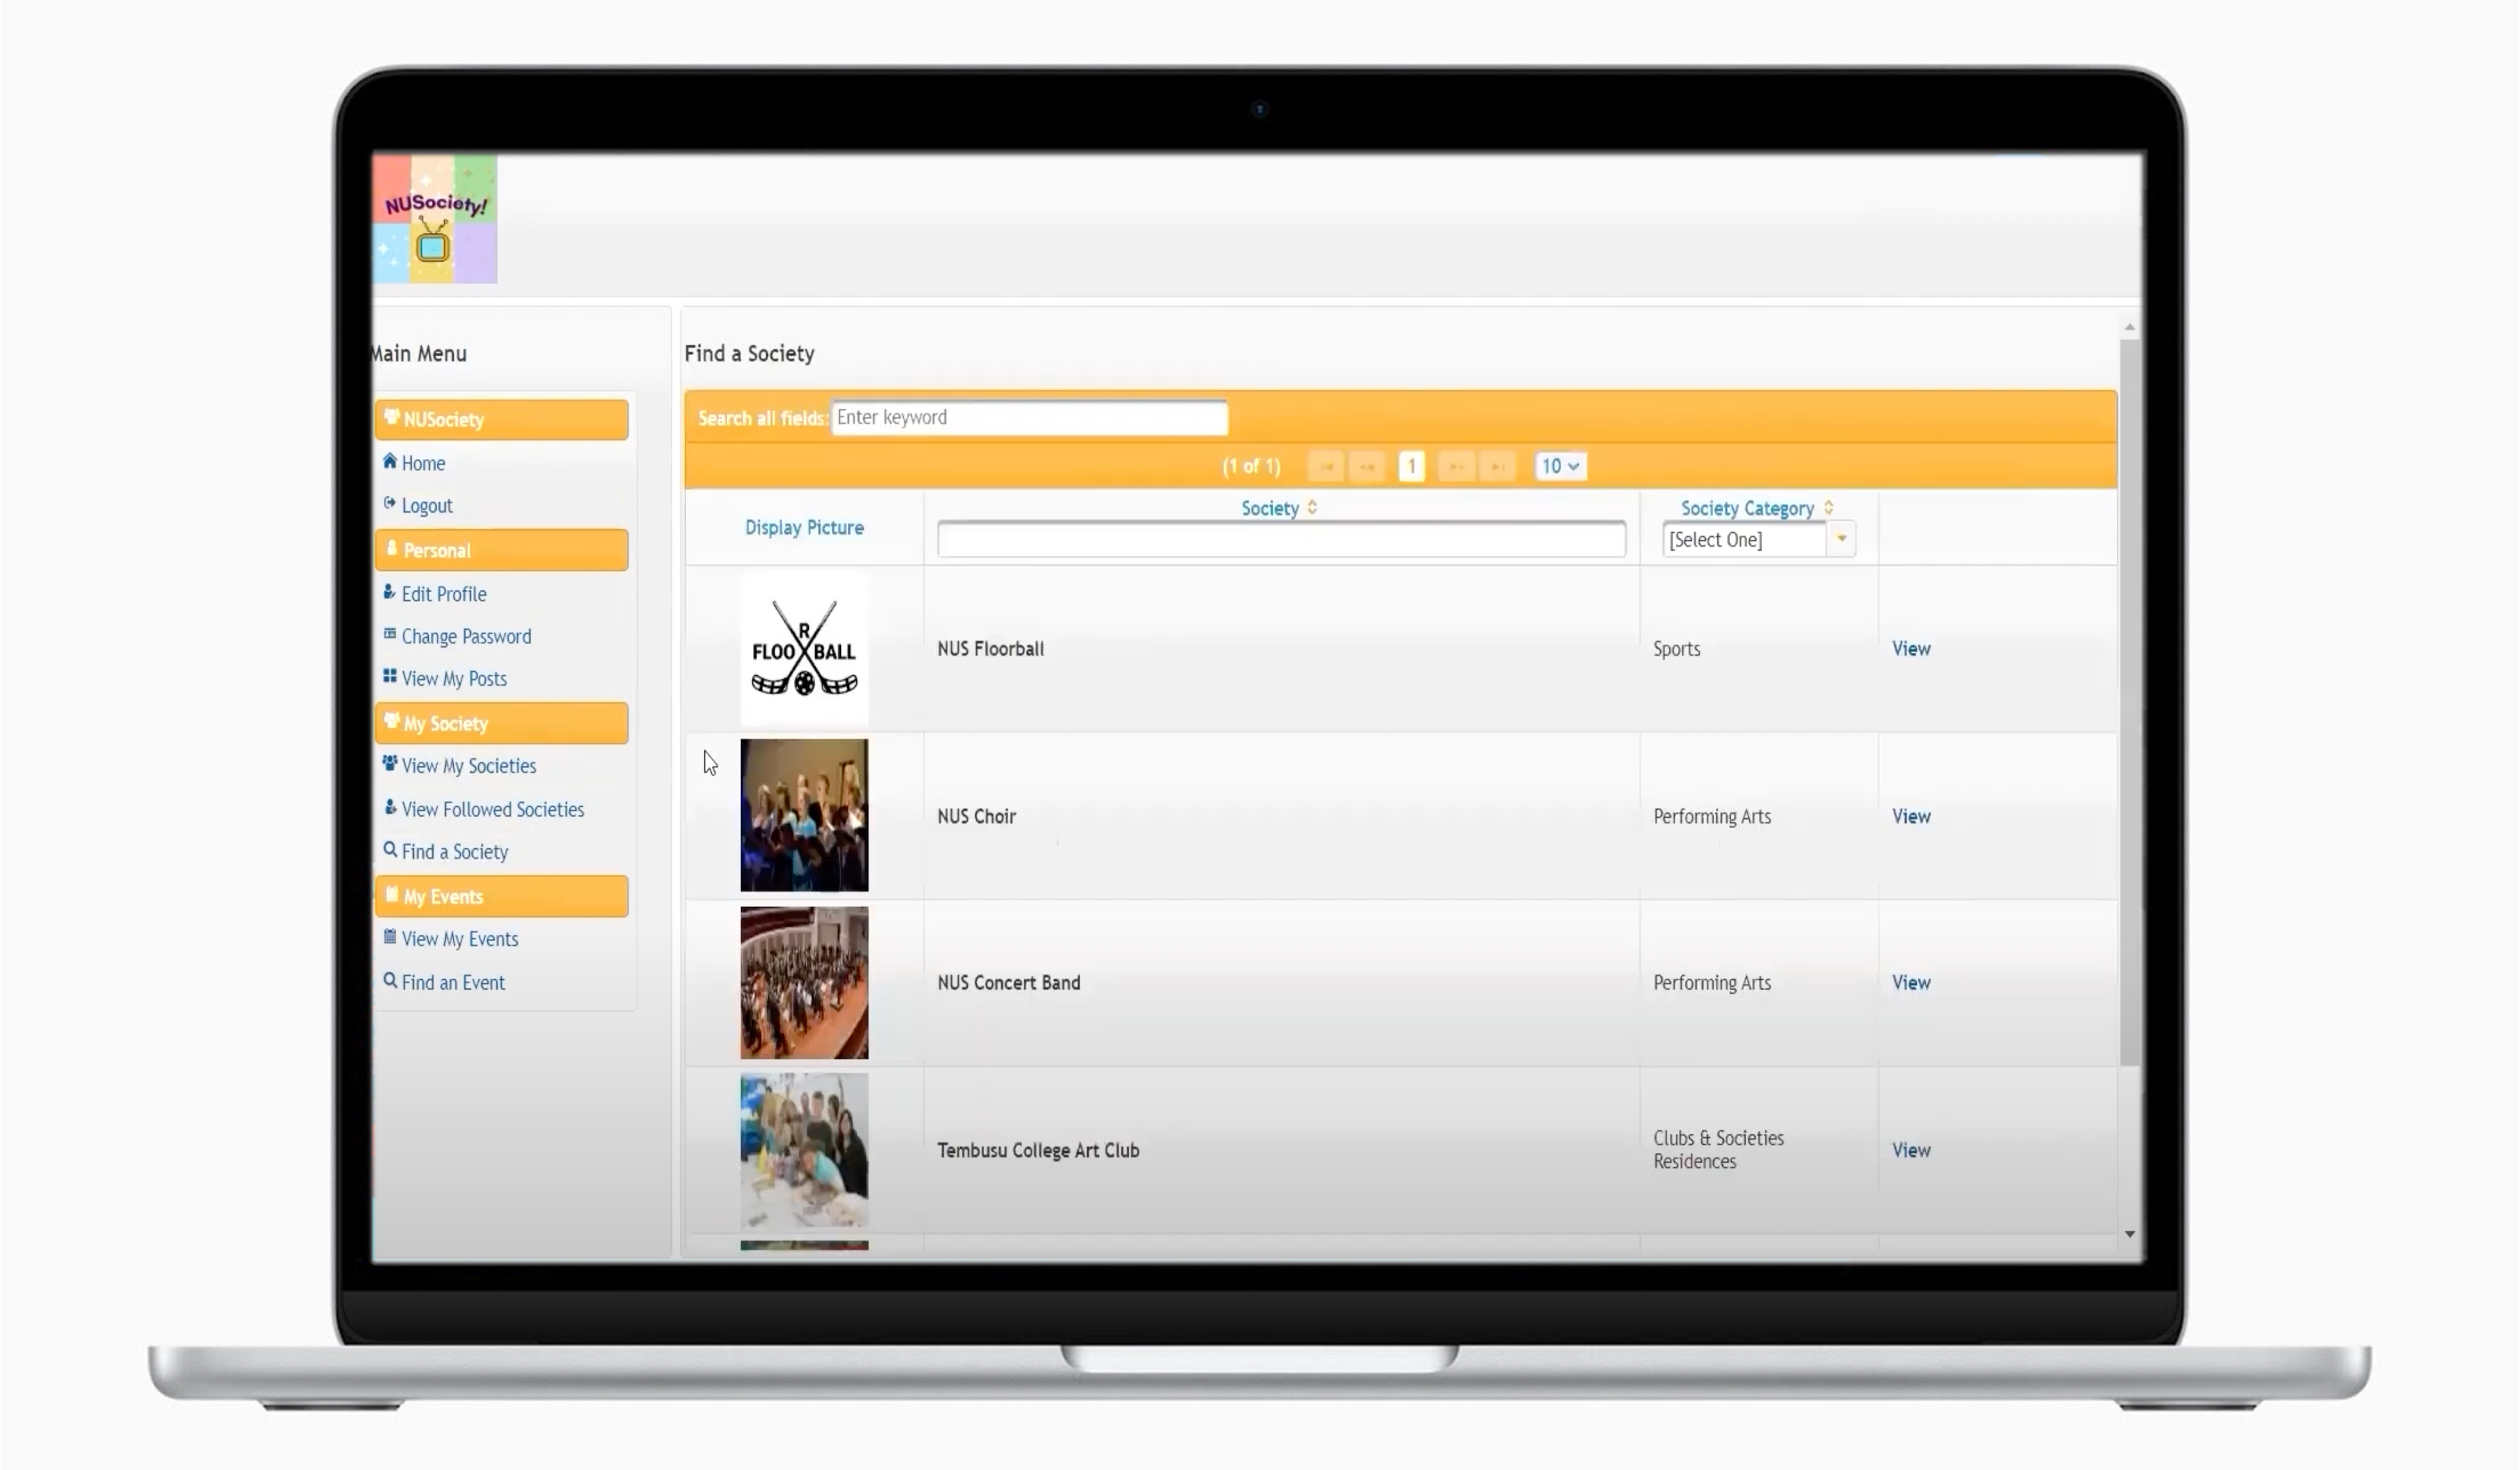 NUSociety!
Main Menu
NUSociety
Home
Logout
Personal
Edit Profile
Change Password
View My Posts
My Society
View My Societies
View Followed Societies
Find a Society
My Events
View My Events
Find an Event
Find a Society
Search all fields: Enter keyword
(1 of 1) 1 10
Display Picture Society Society Category
[Select One]
R
FLOO BALL
NUS Floorball Sports View
NUS Choir Performing Arts View
NUS Concert Band Performing Arts View
Tembusu College Art Club Clubs & Societies Residences View